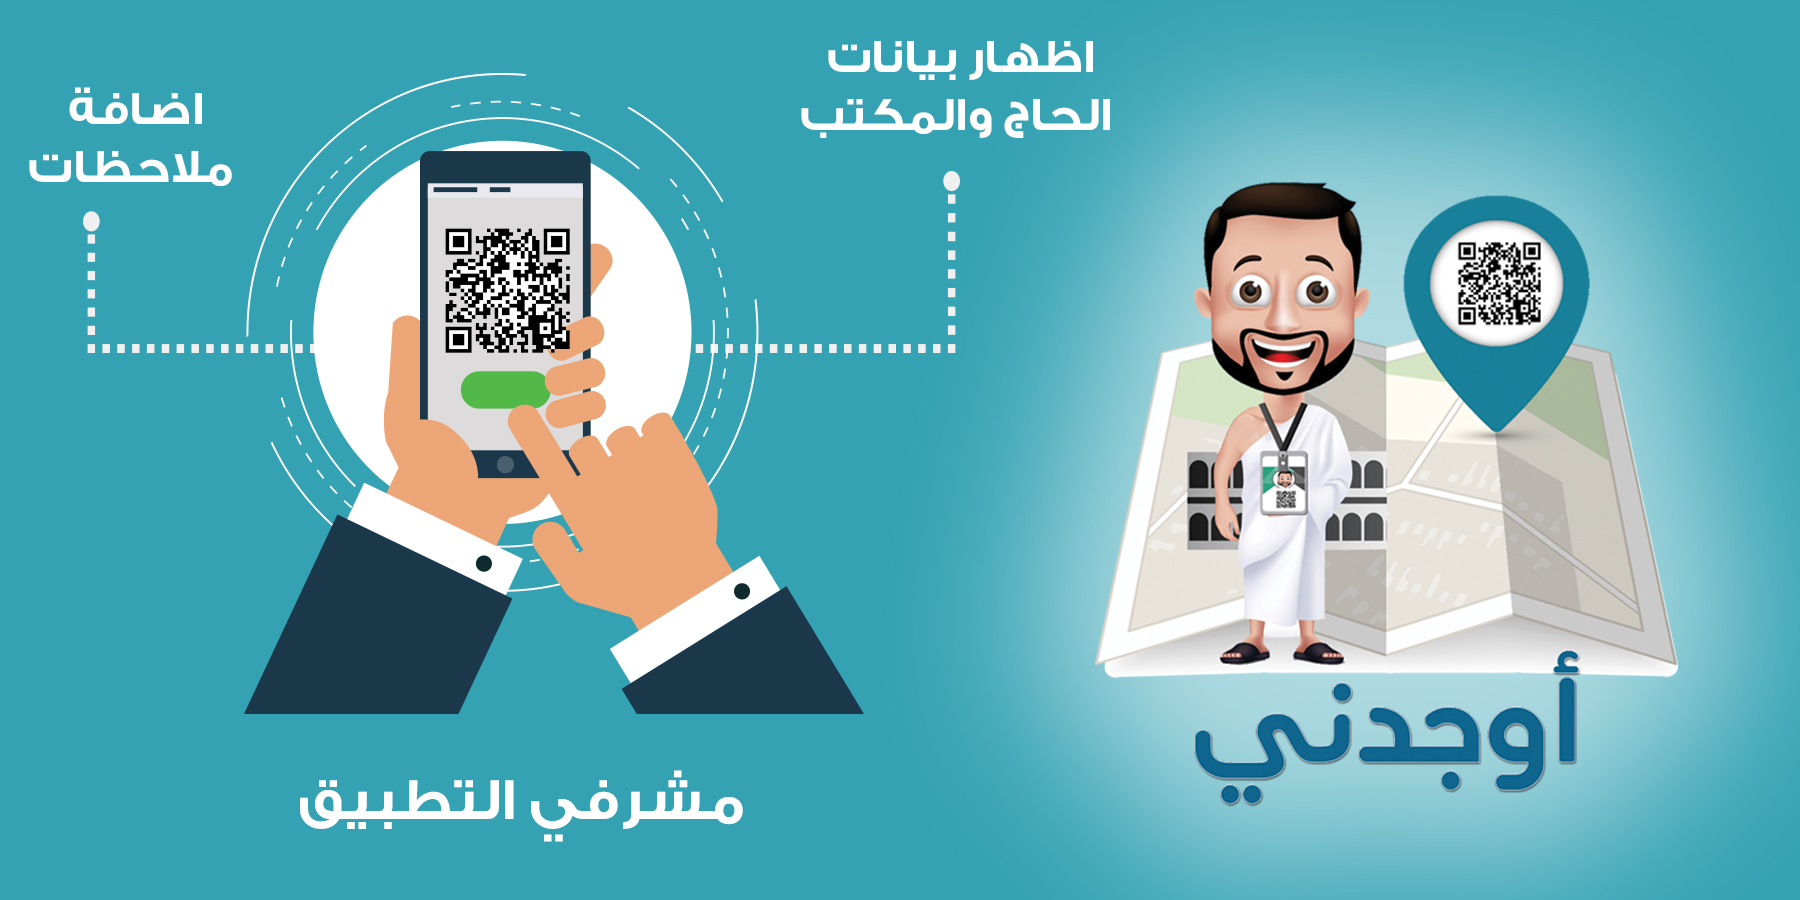 اظهار بيانات
الحاج والمكتب
اضافة
ملاحظات
أوجدني
مشرفي التطبيق